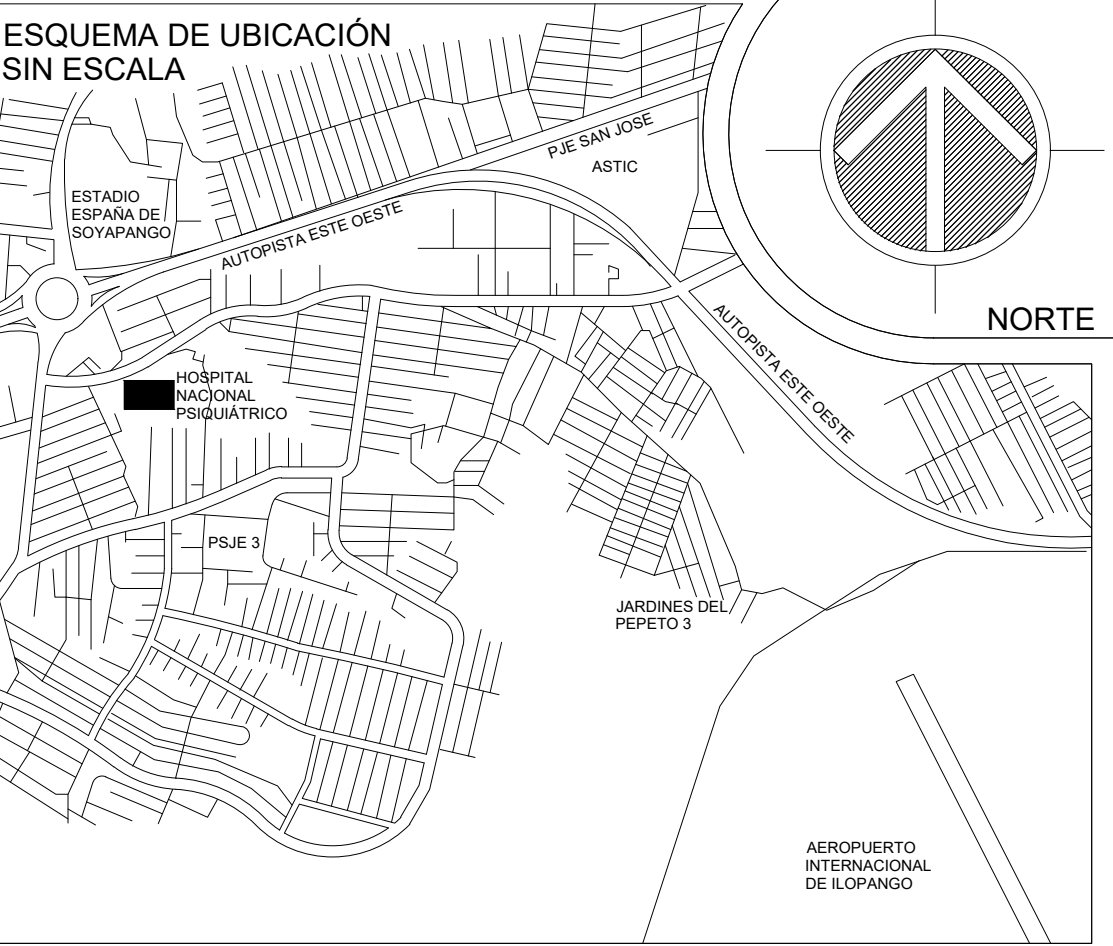 ESQUEMA DE UBICACIÓN
SIN ESCALA
PJE SAN JOSE
ASTIC
ESTADIO
ESPAÑA DE
SOYAPANGO
AUTOPISTA ESTE OESTE
NORTE
AUTOPISTA ESTE OESTE
HOSPITAL
NACIONAL
PSIQUIÁTRICO
PSJE 3
JARDINES DEL
PEPETO 3
AEROPUERTO
INTERNACIONAL
DE ILOPANGO